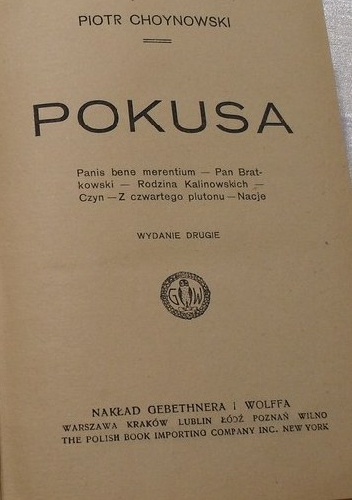 PIOTR CHOYNOWSKI
POKUSA
Panis bene merentium — Pan Brat-
kowski — Rodzina Kalinowskich —
Czyn — Z czwartego plutonu — Nacje
WYDANIE DRUGIE
G W
NAKŁAD GEBETHNERA I WOLFFA
WARSZAWA KRAKÓW LUBLIN ŁÓDŹ POZNAŃ WILNO
THE POLISH BOOK IMPORTING COMPANY INC. NEW YORK